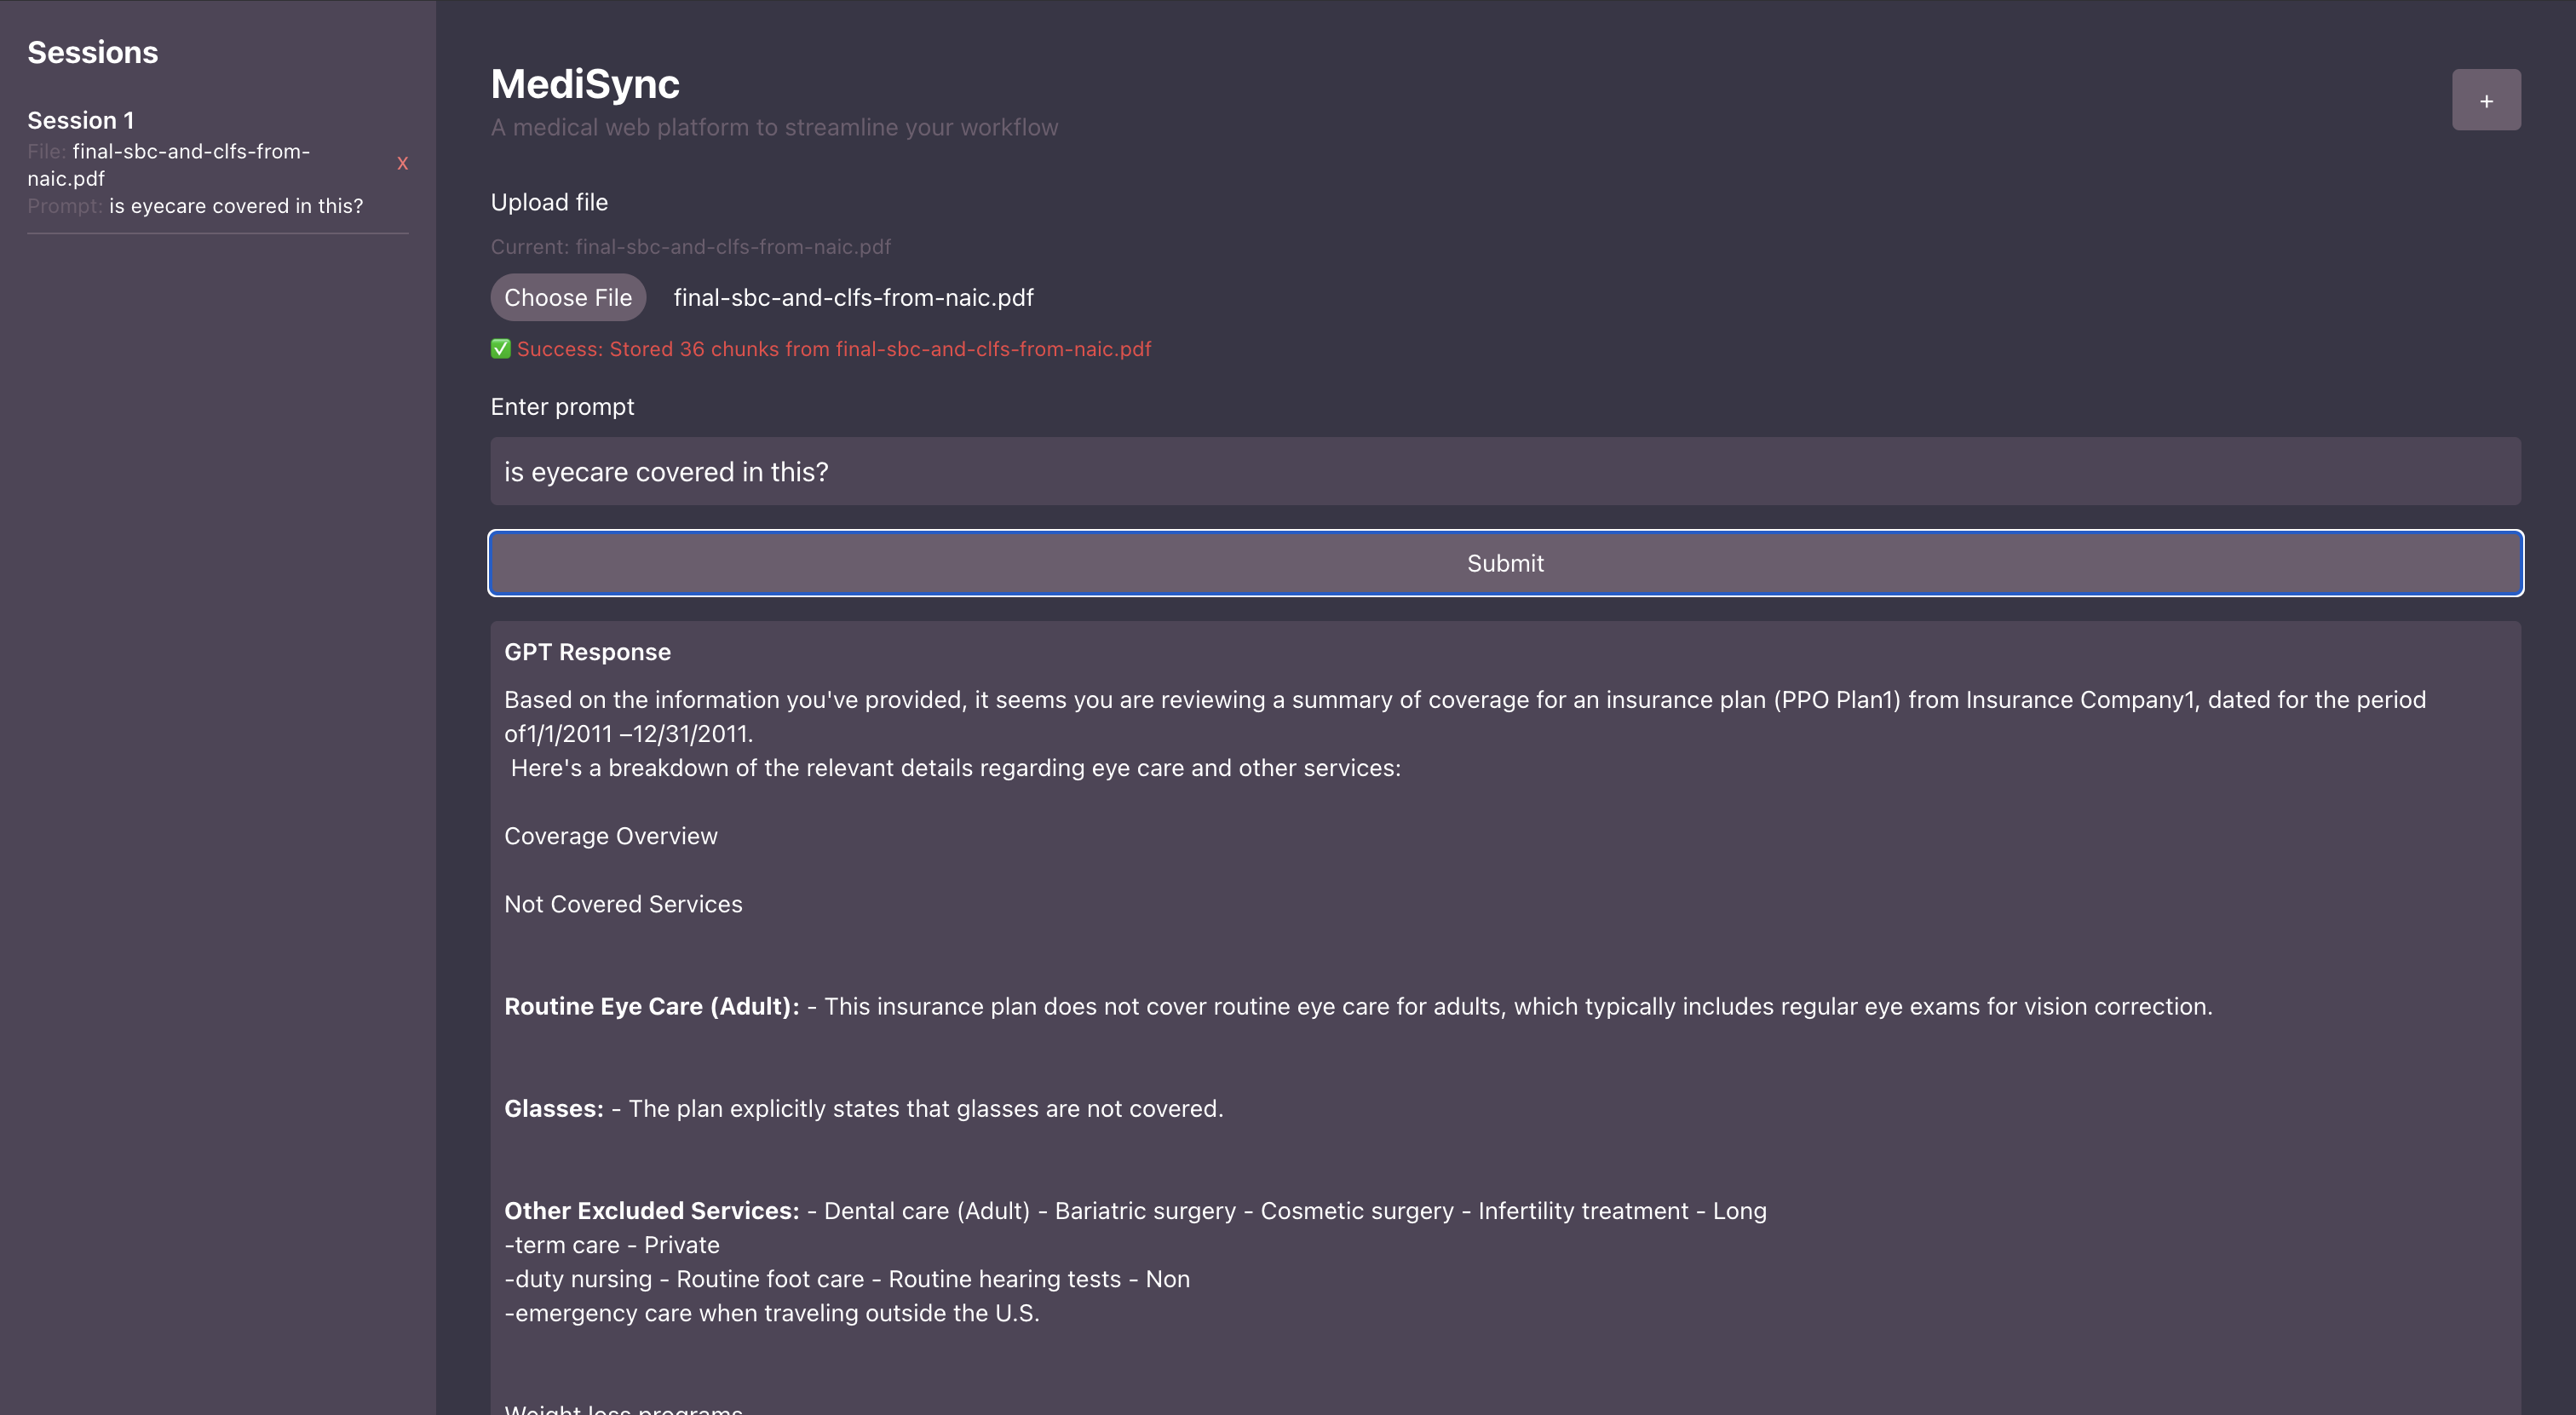 Sessions
Session 1
File: final-sbc-and-clfs-from-
naic.pdf
x
Prompt: is eyecare covered in this?
MediSync
A medical web platform to streamline your workflow
+
Upload file
Current: final-sbc-and-clfs-from-naic.pdf
Choose File final-sbc-and-clfs-from-naic.pdf
✅ Success: Stored 36 chunks from final-sbc-and-clfs-from-naic.pdf
Enter prompt
is eyecare covered in this?
Submit
GPT Response
Based on the information you've provided, it seems you are reviewing a summary of coverage for an insurance plan (PPO Plan1) from Insurance Company1, dated for the period
of1/1/2011 –12/31/2011.
Here's a breakdown of the relevant details regarding eye care and other services:
Coverage Overview
Not Covered Services
Routine Eye Care (Adult): - This insurance plan does not cover routine eye care for adults, which typically includes regular eye exams for vision correction.
Glasses: - The plan explicitly states that glasses are not covered.
Other Excluded Services: - Dental care (Adult) - Bariatric surgery - Cosmetic surgery - Infertility treatment - Long
-term care - Private
-duty nursing - Routine foot care - Routine hearing tests - Non
-emergency care when traveling outside the U.S.
Weight loss programs